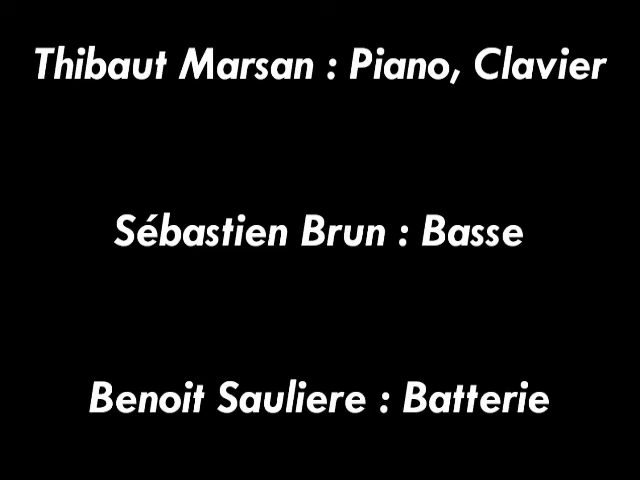 Thibaut Marsan : Piano, Clavier
Sébastien Brun : Basse
Benoit Sauliere : Batterie